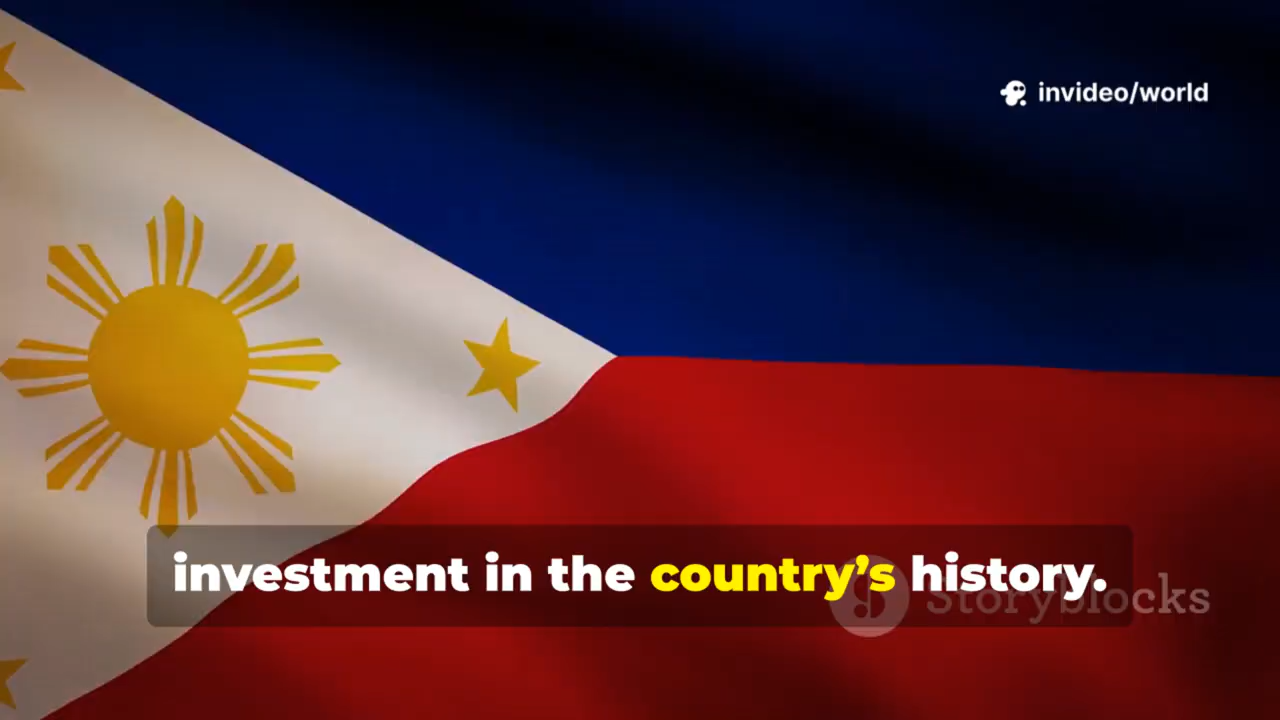 invideo/world
investment in the country’s history.
Storyblocks